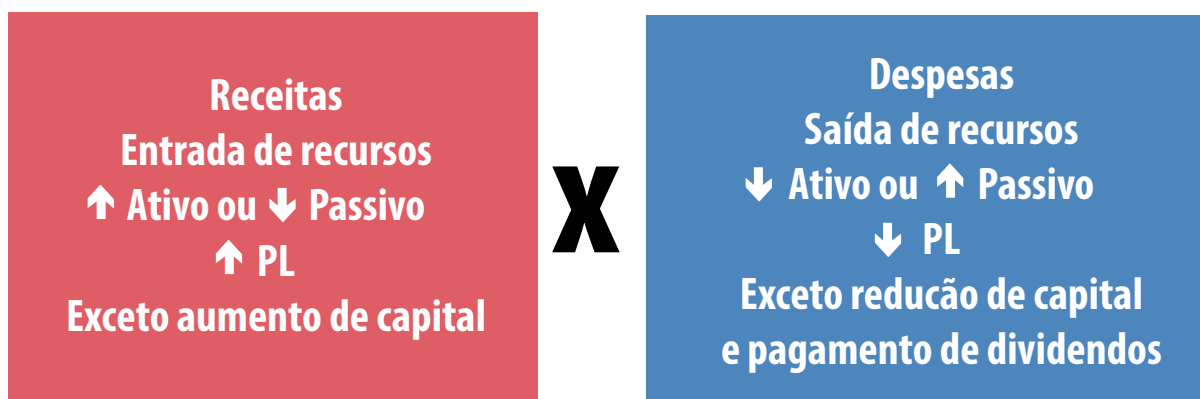 Receitas
Entrada de recursos
↑ Ativo ou ↓ Passivo
↑ PL
Exceto aumento de capital
X
Despesas
Saída de recursos
↓ Ativo ou ↑ Passivo
↓ PL
Exceto reducão de capital
e pagamento de dividendos